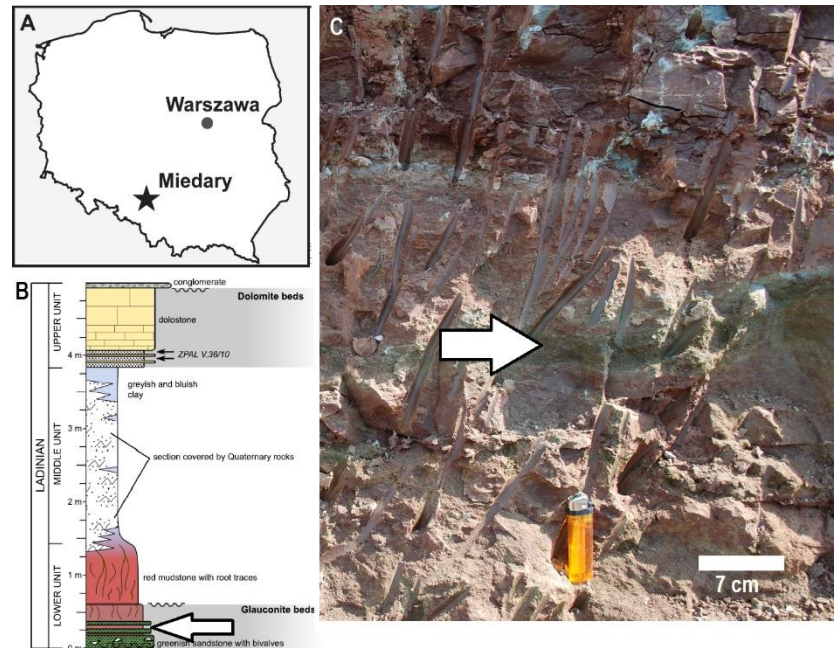 A
Warszawa
Miedary
B
conglomerate
Dolomite beds
dolostone
UPPER UNIT
4 m
ZPAL V.36/10
greyish and bluish
clay
LADINIAN
MIDDLE UNIT
3 m
section covered by Quaternary rocks
2 m
red mudstone with root traces
1 m
LOWER UNIT
Glauconite beds
greenish sandstone with bivalves
0 m
C
7 cm